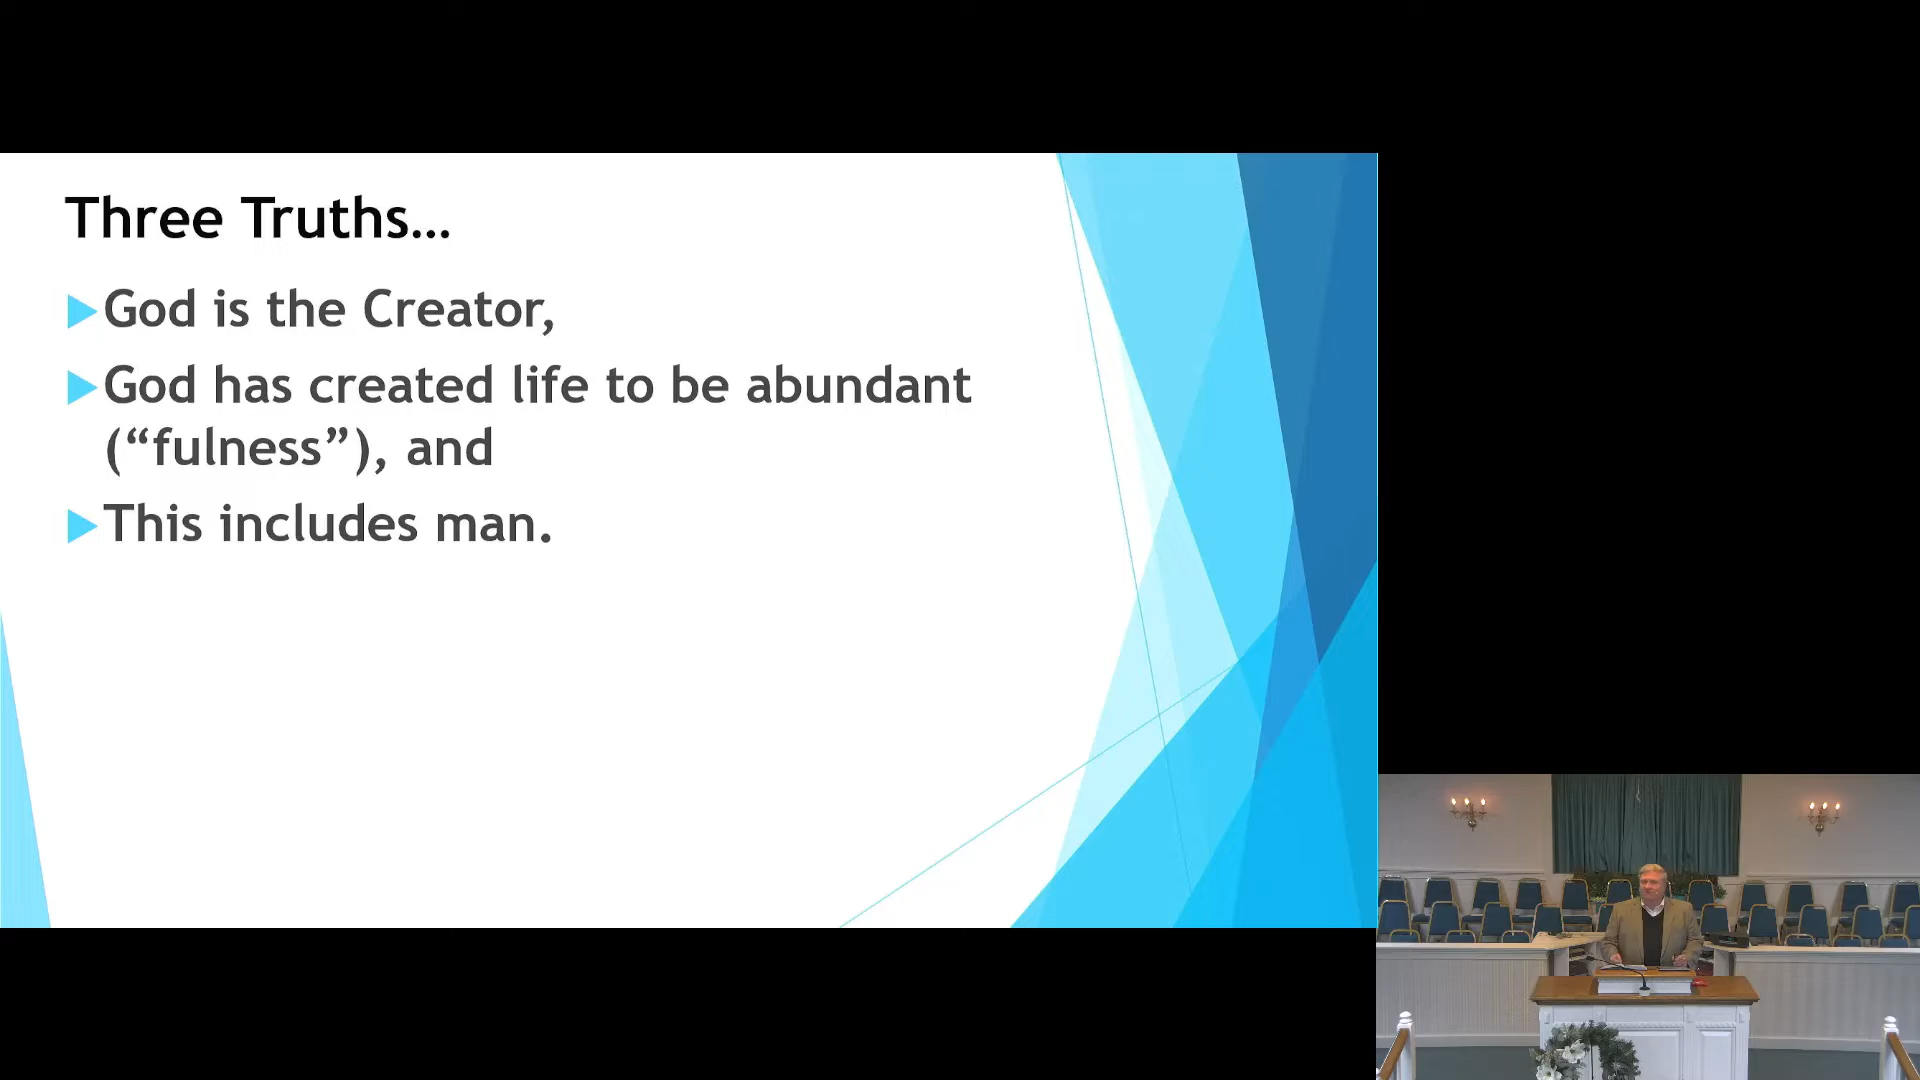 Three Truths…
God is the Creator,
God has created life to be abundant
(“fulness”), and
This includes man.